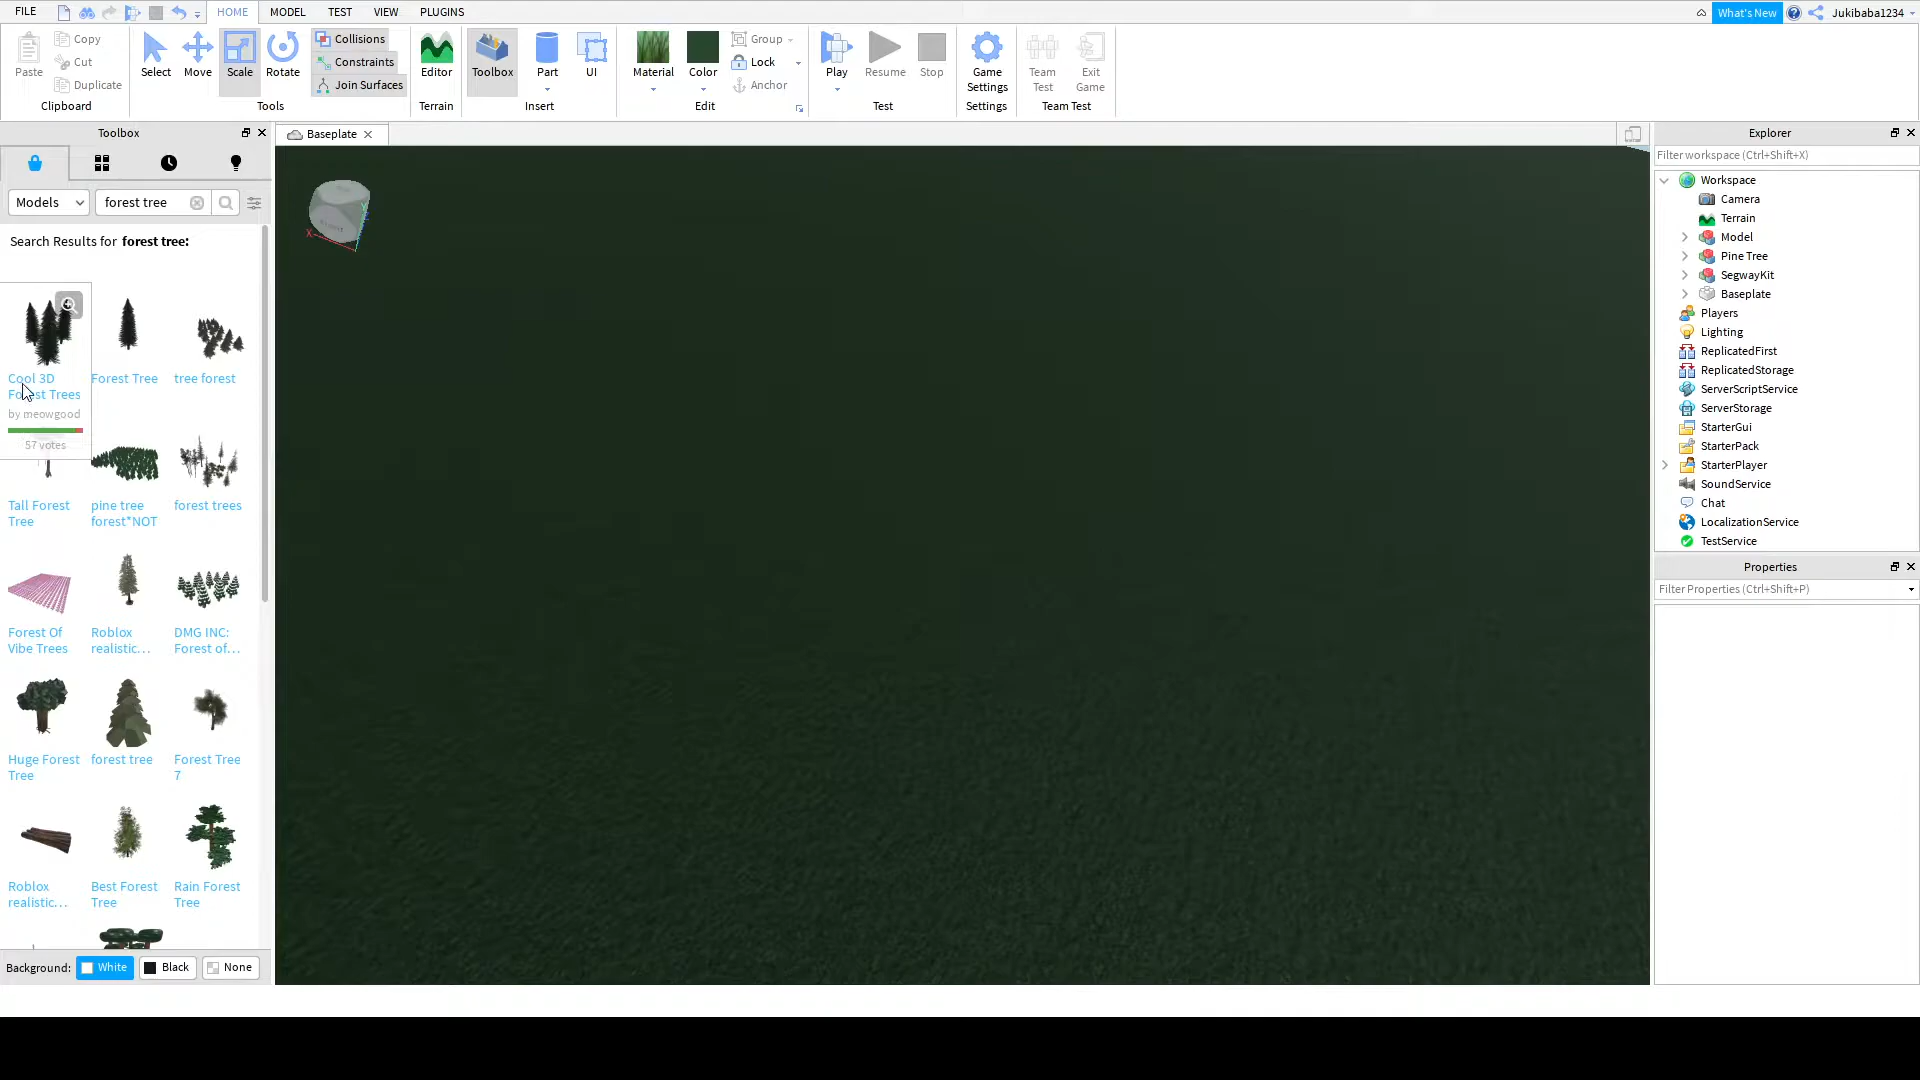 FILE HOME MODEL TEST VIEW PLUGINS What's New Jukibaba1234
Paste Copy Cut Duplicate
Select Move Scale Rotate
Collisions
Constraints
Join Surfaces
Editor Toolbox Part UI
Material Color Group Lock Anchor
Play Resume Stop
Game Settings
Team Test
Exit Game
Clipboard Tools Terrain Insert Edit Test Settings Team Test
Toolbox
Models forest tree
Search Results for forest tree:
Cool 3D
Forest Trees
by meowgood
57 votes
Forest Tree
tree forest
Tall Forest
Tree
pine tree
forest*NOT
forest trees
Forest Of
Vibe Trees
Roblox
realistic...
DMG INC:
Forest of...
Huge Forest
Tree
forest tree
Forest Tree
7
Roblox
realistic...
Best Forest
Tree
Rain Forest
Tree
Background: White Black None
Baseplate
X
Explorer
Filter workspace (Ctrl+Shift+X)
Workspace
Camera
Terrain
Model
Pine Tree
SegwayKit
Baseplate
Players
Lighting
ReplicatedFirst
ReplicatedStorage
ServerScriptService
ServerStorage
StarterGui
StarterPack
StarterPlayer
SoundService
Chat
LocalizationService
TestService
Properties
Filter Properties (Ctrl+Shift+P)